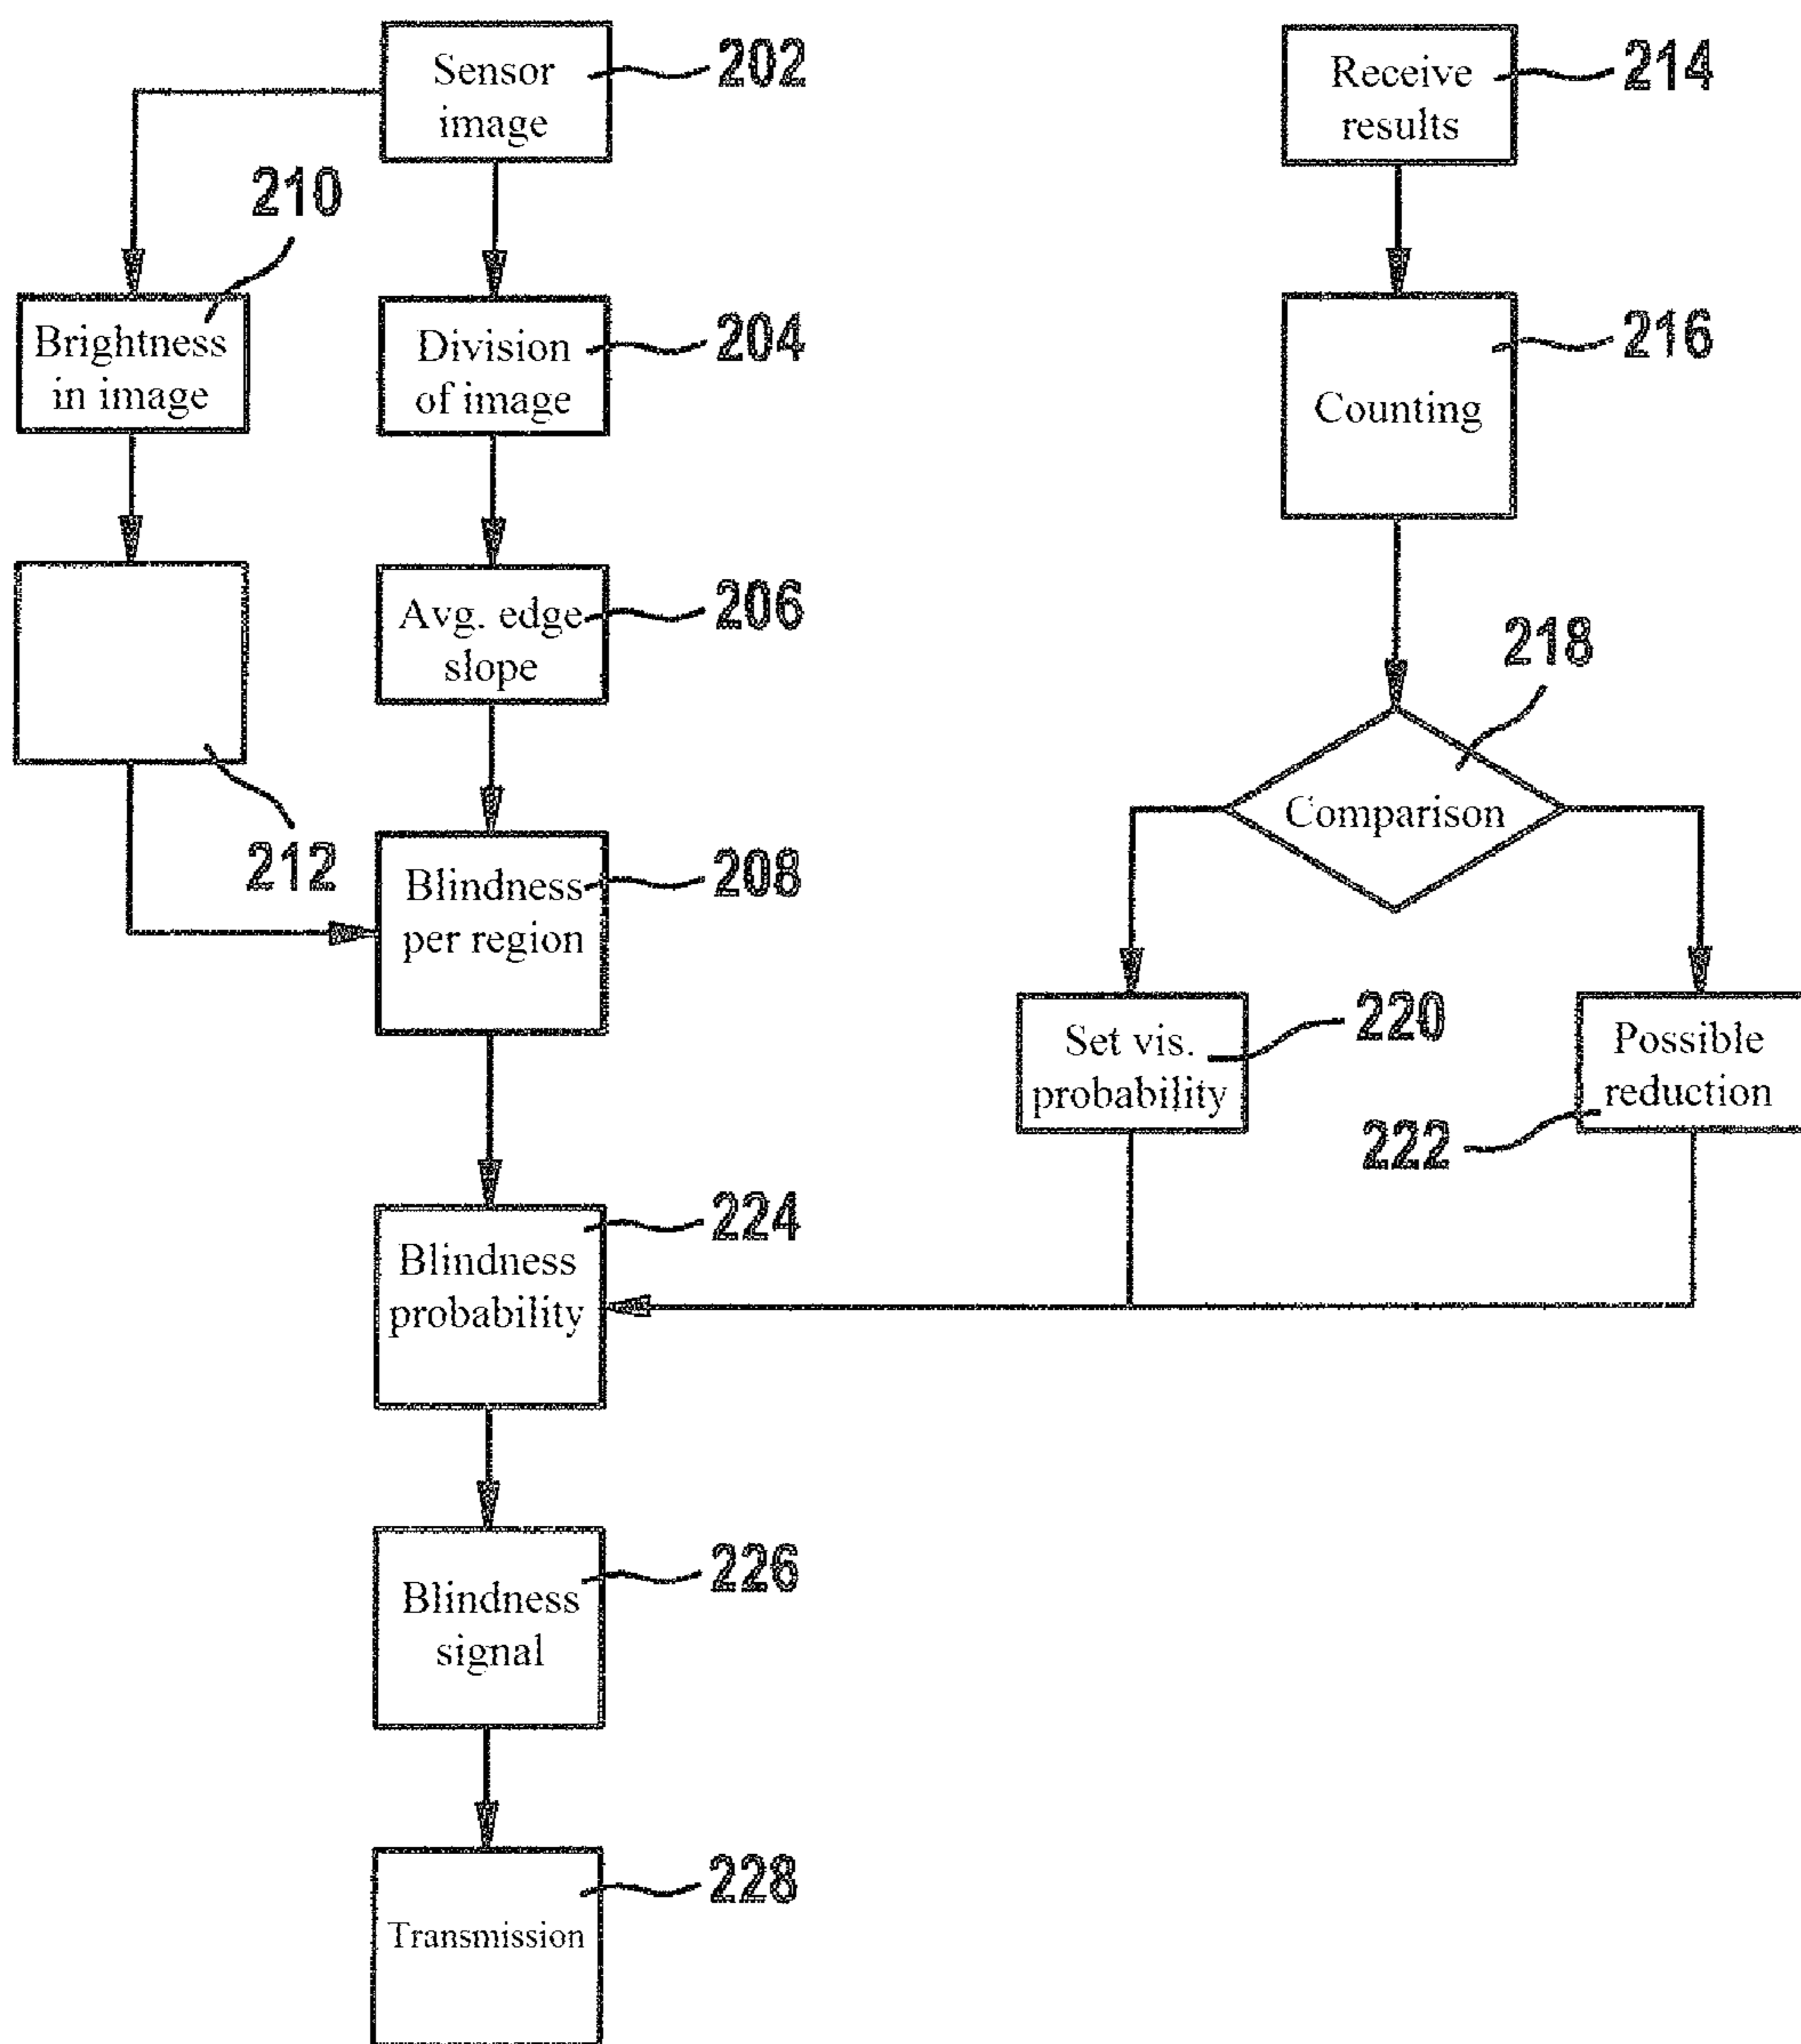 Sensor
image
202
210
Brightness
in image
Division
of image
204
Avg. edge
slope
206
212
Blindness
per region
208
Receive
results
214
Counting
216
218
Comparison
Set vis.
probability
220
Possible
reduction
222
Blindness
probability
224
Blindness
signal
226
Transmission
228